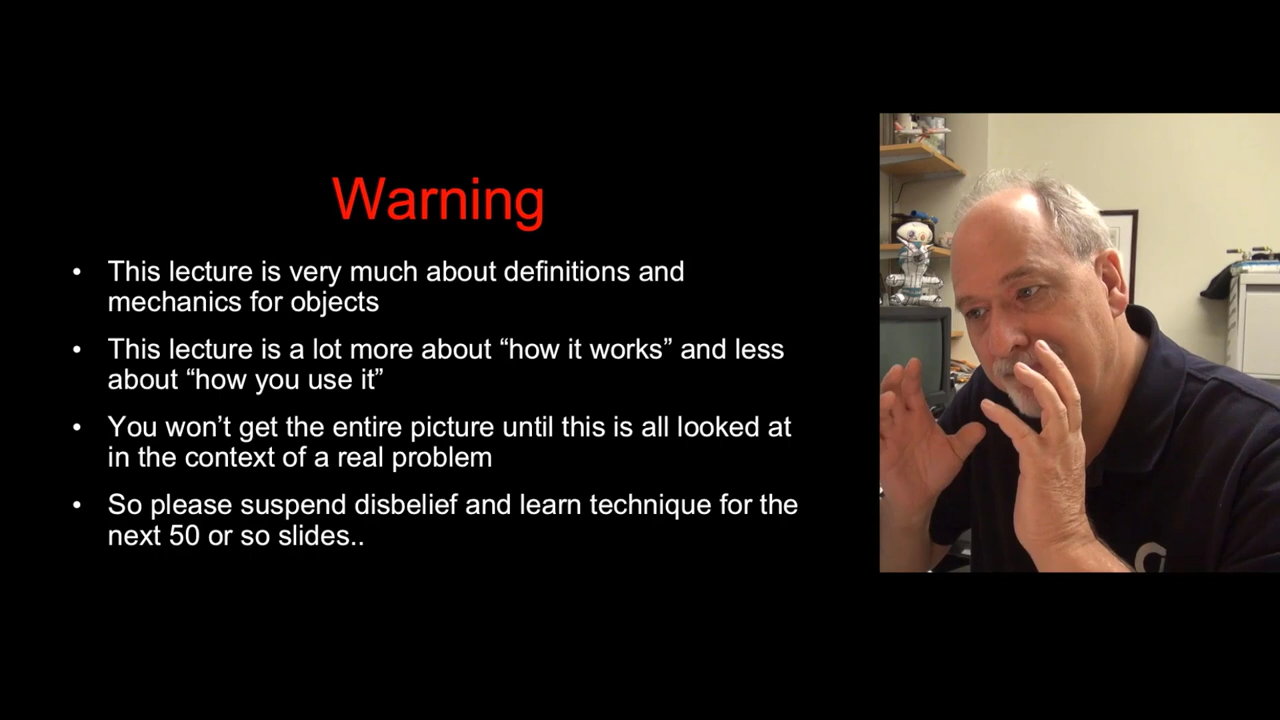 Warning
• This lecture is very much about definitions and
mechanics for objects
• This lecture is a lot more about “how it works” and less
about “how you use it”
• You won’t get the entire picture until this is all looked at
in the context of a real problem
• So please suspend disbelief and learn technique for the
next 50 or so slides..